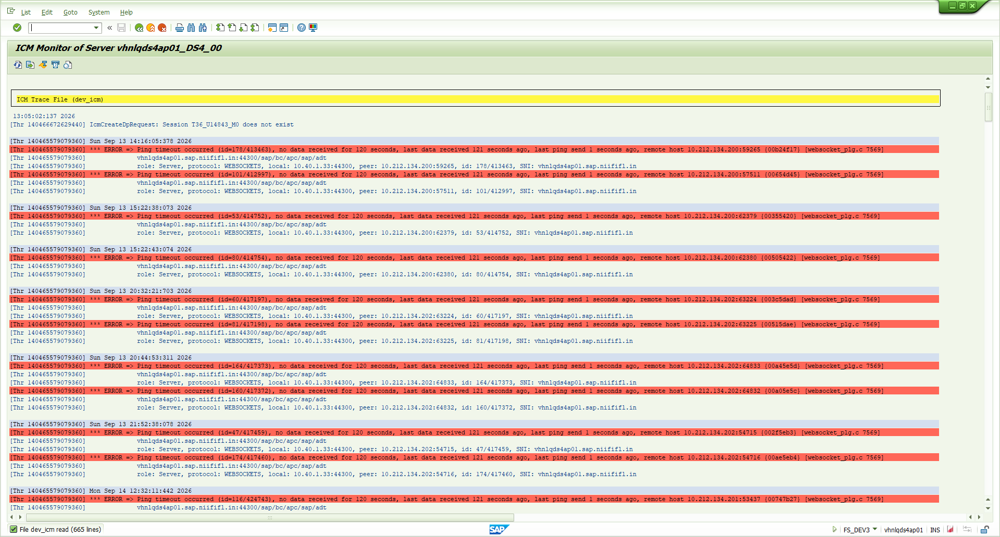 List Edit Goto System Help
ICM Monitor of Server vhnlqds4ap01_DS4_00
ICM Trace File (dev_icm)
13:05:02:137 2026
[Thr 140466672629440] IcmCreateDpRequest: Session T36_U14843_M0 does not exist
[Thr 140465579079360] Sun Sep 13 14:16:05:378 2026
[Thr 140465579079360] *** ERROR => Ping timeout occurred (id=178/413463), no data received for 120 seconds, last data received 121 seconds ago, last ping send 1 seconds ago, remote host 10.212.134.200:59265 {00b24f17} [websocket_plg.c 7569]
[Thr 140465579079360] vhnlqds4ap01.sap.niififl.in:44300/sap/bc/apc/sap/adt
[Thr 140465579079360] role: Server, protocol: WEBSOCKETS, local: 10.40.1.33:44300, peer: 10.212.134.200:59265, id: 178/413463, SNI: vhnlqds4ap01.sap.niififl.in
[Thr 140465579079360] *** ERROR => Ping timeout occurred (id=101/412997), no data received for 120 seconds, last data received 121 seconds ago, last ping send 1 seconds ago, remote host 10.212.134.200:57511 {00654d45} [websocket_plg.c 7569]
[Thr 140465579079360] vhnlqds4ap01.sap.niififl.in:44300/sap/bc/apc/sap/adt
[Thr 140465579079360] role: Server, protocol: WEBSOCKETS, local: 10.40.1.33:44300, peer: 10.212.134.200:57511, id: 101/412997, SNI: vhnlqds4ap01.sap.niififl.in
[Thr 140465579079360] Sun Sep 13 15:22:38:073 2026
[Thr 140465579079360] *** ERROR => Ping timeout occurred (id=53/414752), no data received for 120 seconds, last data received 121 seconds ago, last ping send 1 seconds ago, remote host 10.212.134.200:62379 {00355420} [websocket_plg.c 7569]
[Thr 140465579079360] vhnlqds4ap01.sap.niififl.in:44300/sap/bc/apc/sap/adt
[Thr 140465579079360] role: Server, protocol: WEBSOCKETS, local: 10.40.1.33:44300, peer: 10.212.134.200:62379, id: 53/414752, SNI: vhnlqds4ap01.sap.niififl.in
[Thr 140465579079360] Sun Sep 13 15:22:43:074 2026
[Thr 140465579079360] *** ERROR => Ping timeout occurred (id=80/414754), no data received for 120 seconds, last data received 121 seconds ago, last ping send 1 seconds ago, remote host 10.212.134.200:62380 {00505422} [websocket_plg.c 7569]
[Thr 140465579079360] vhnlqds4ap01.sap.niififl.in:44300/sap/bc/apc/sap/adt
[Thr 140465579079360] role: Server, protocol: WEBSOCKETS, local: 10.40.1.33:44300, peer: 10.212.134.200:62380, id: 80/414754, SNI: vhnlqds4ap01.sap.niififl.in
[Thr 140465579079360] Sun Sep 13 20:32:21:703 2026
[Thr 140465579079360] *** ERROR => Ping timeout occurred (id=60/417197), no data received for 120 seconds, last data received 121 seconds ago, last ping send 1 seconds ago, remote host 10.212.134.202:63224 {003c5dad} [websocket_plg.c 7569]
[Thr 140465579079360] vhnlqds4ap01.sap.niififl.in:44300/sap/bc/apc/sap/adt
[Thr 140465579079360] role: Server, protocol: WEBSOCKETS, local: 10.40.1.33:44300, peer: 10.212.134.202:63224, id: 60/417197, SNI: vhnlqds4ap01.sap.niififl.in
[Thr 140465579079360] *** ERROR => Ping timeout occurred (id=81/417198), no data received for 120 seconds, last data received 121 seconds ago, last ping send 1 seconds ago, remote host 10.212.134.202:63225 {00515dae} [websocket_plg.c 7569]
[Thr 140465579079360] vhnlqds4ap01.sap.niififl.in:44300/sap/bc/apc/sap/adt
[Thr 140465579079360] role: Server, protocol: WEBSOCKETS, local: 10.40.1.33:44300, peer: 10.212.134.202:63225, id: 81/417198, SNI: vhnlqds4ap01.sap.niififl.in
[Thr 140465579079360] Sun Sep 13 20:44:53:311 2026
[Thr 140465579079360] *** ERROR => Ping timeout occurred (id=164/417373), no data received for 120 seconds, last data received 121 seconds ago, last ping send 1 seconds ago, remote host 10.212.134.202:64833 {00a45e5d} [websocket_plg.c 7569]
[Thr 140465579079360] vhnlqds4ap01.sap.niififl.in:44300/sap/bc/apc/sap/adt
[Thr 140465579079360] role: Server, protocol: WEBSOCKETS, local: 10.40.1.33:44300, peer: 10.212.134.202:64833, id: 164/417373, SNI: vhnlqds4ap01.sap.niififl.in
[Thr 140465579079360] *** ERROR => Ping timeout occurred (id=160/417372), no data received for 120 seconds, last data received 121 seconds ago, last ping send 1 seconds ago, remote host 10.212.134.202:64832 {00a05e5c} [websocket_plg.c 7569]
[Thr 140465579079360] vhnlqds4ap01.sap.niififl.in:44300/sap/bc/apc/sap/adt
[Thr 140465579079360] role: Server, protocol: WEBSOCKETS, local: 10.40.1.33:44300, peer: 10.212.134.202:64832, id: 160/417372, SNI: vhnlqds4ap01.sap.niififl.in
[Thr 140465579079360] Sun Sep 13 21:52:38:078 2026
[Thr 140465579079360] *** ERROR => Ping timeout occurred (id=47/417459), no data received for 120 seconds, last data received 121 seconds ago, last ping send 1 seconds ago, remote host 10.212.134.202:54715 {002f5eb3} [websocket_plg.c 7569]
[Thr 140465579079360] vhnlqds4ap01.sap.niififl.in:44300/sap/bc/apc/sap/adt
[Thr 140465579079360] role: Server, protocol: WEBSOCKETS, local: 10.40.1.33:44300, peer: 10.212.134.202:54715, id: 47/417459, SNI: vhnlqds4ap01.sap.niififl.in
[Thr 140465579079360] *** ERROR => Ping timeout occurred (id=174/417460), no data received for 120 seconds, last data received 121 seconds ago, last ping send 1 seconds ago, remote host 10.212.134.202:54716 {00ae5eb4} [websocket_plg.c 7569]
[Thr 140465579079360] vhnlqds4ap01.sap.niififl.in:44300/sap/bc/apc/sap/adt
[Thr 140465579079360] role: Server, protocol: WEBSOCKETS, local: 10.40.1.33:44300, peer: 10.212.134.202:54716, id: 174/417460, SNI: vhnlqds4ap01.sap.niififl.in
[Thr 140465579079360] Mon Sep 14 12:32:11:442 2026
[Thr 140465579079360] *** ERROR => Ping timeout occurred (id=116/424743), no data received for 120 seconds, last data received 121 seconds ago, last ping send 1 seconds ago, remote host 10.212.134.201:53437 {00747b27} [websocket_plg.c 7569]
[Thr 140465579079360] vhnlqds4ap01.sap.niififl.in:44300/sap/bc/apc/sap/adt
File dev_icm read (665 lines) SAP FS_DEV3 vhnlqds4ap01 INS